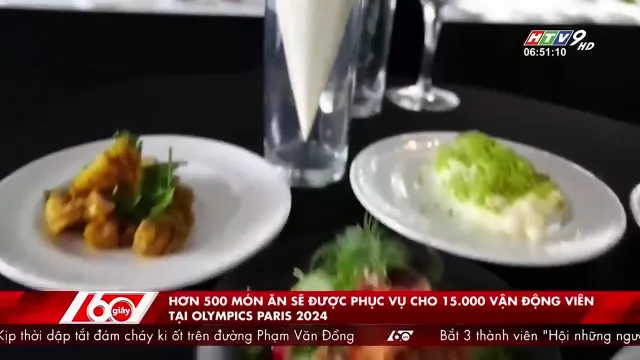 HTV9 HD
06:51:10
60 giây
HƠN 500 MÓN ĂN SẼ ĐƯỢC PHỤC VỤ CHO 15.000 VẬN ĐỘNG VIÊN
TẠI OLYMPICS PARIS 2024
Kịp thời dập tắt đám cháy ki ốt trên đường Phạm Văn Đồng 60 Bắt 3 thành viên "Hội những